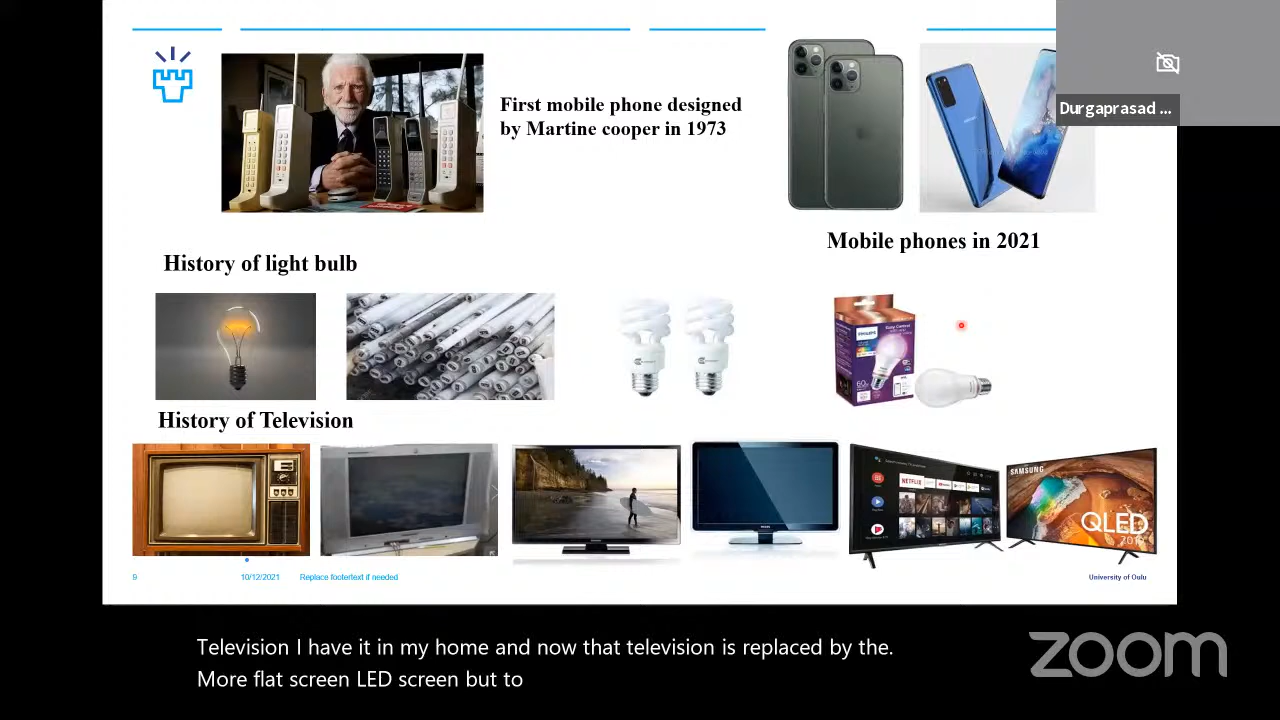 First mobile phone designed
by Martine cooper in 1973
Durgaprasad ...
Mobile phones in 2021
History of light bulb
PHILIPS
History of Television
NETFLIX
SAMSUNG
QLED
9
10/12/2021
Replace footertext if needed
University of Oulu
Television I have it in my home and now that television is replaced by the.
More flat screen LED screen but to
zoom